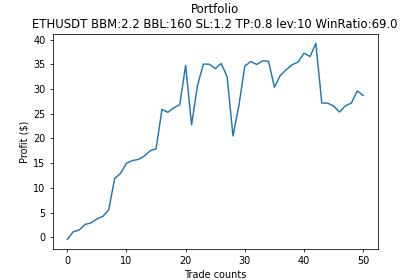 Portfolio
ETHUSDT BBM:2.2 BBL:160 SL:1.2 TP:0.8 lev:10 WinRatio:69.0
40
35
30
25
20
15
10
5
0
Profit ($)
0 10 20 30 40 50
Trade counts